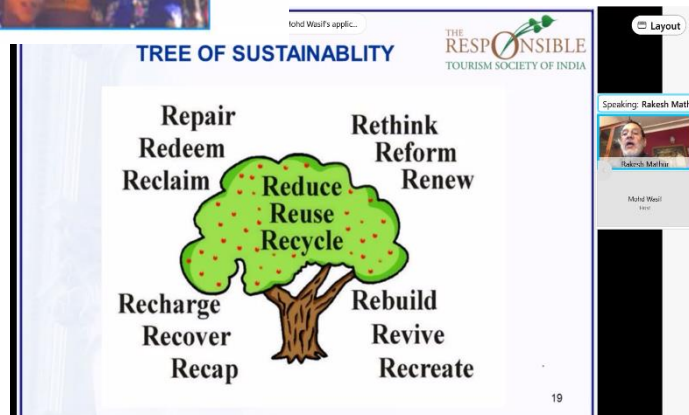 Mohd Wasif's applic..
Layout
TREE OF SUSTAINABLITY
THE
RESPONSIBLE
TOURISM SOCIETY OF INDIA
Speaking: Rakesh Math
Rakesh Mathur
Mohd Wasif
Repair
Redeem
Reclaim
Rethink
Reform
Renew
Reduce
Reuse
Recycle
Recharge
Recover
Recap
Rebuild
Revive
Recreate
19